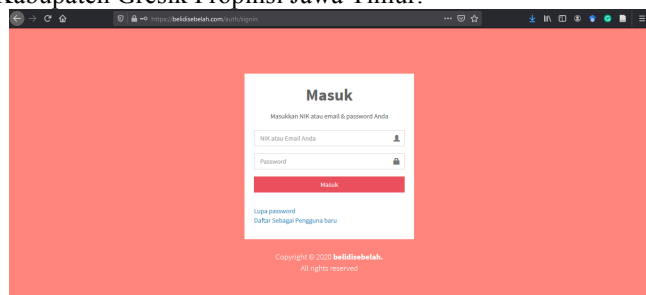 Kabupaten Gresik Propinsi Jawa Timur.
https://belidisebelah.com/auth/signin
Masuk
Masukkan NIK atau email & password Anda
NIK atau Email Anda
Password
Masuk
Lupa password
Daftar Sebagai Pengguna baru
Copyright © 2020 belidisebelah.
All rights reserved